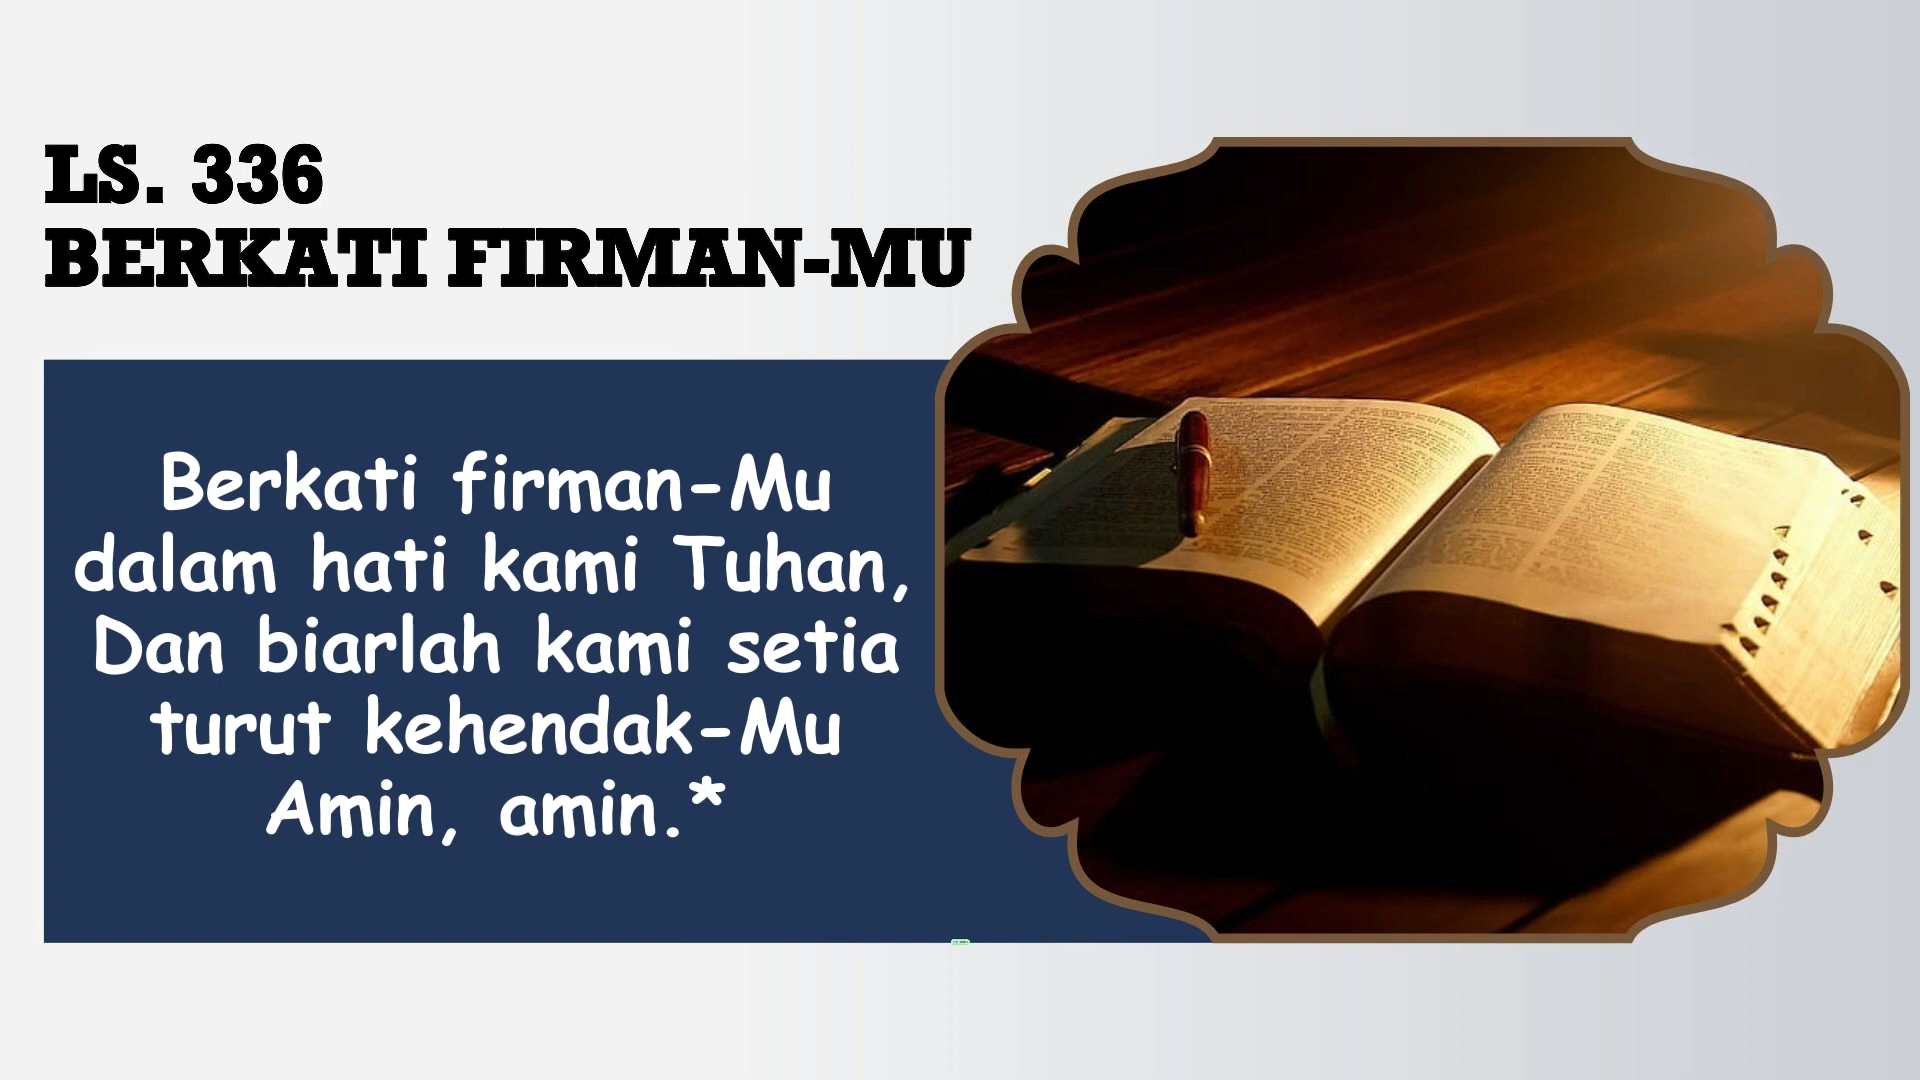 LS. 336
BERKATI FIRMAN-MU
Berkati firman-Mu
dalam hati kami Tuhan,
Dan biarlah kami setia
turut kehendak-Mu
Amin, amin.*